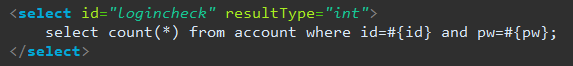 <select id="logincheck" resultType="int">
    select count(*) from account where id=#{id} and pw=#{pw};
</select>